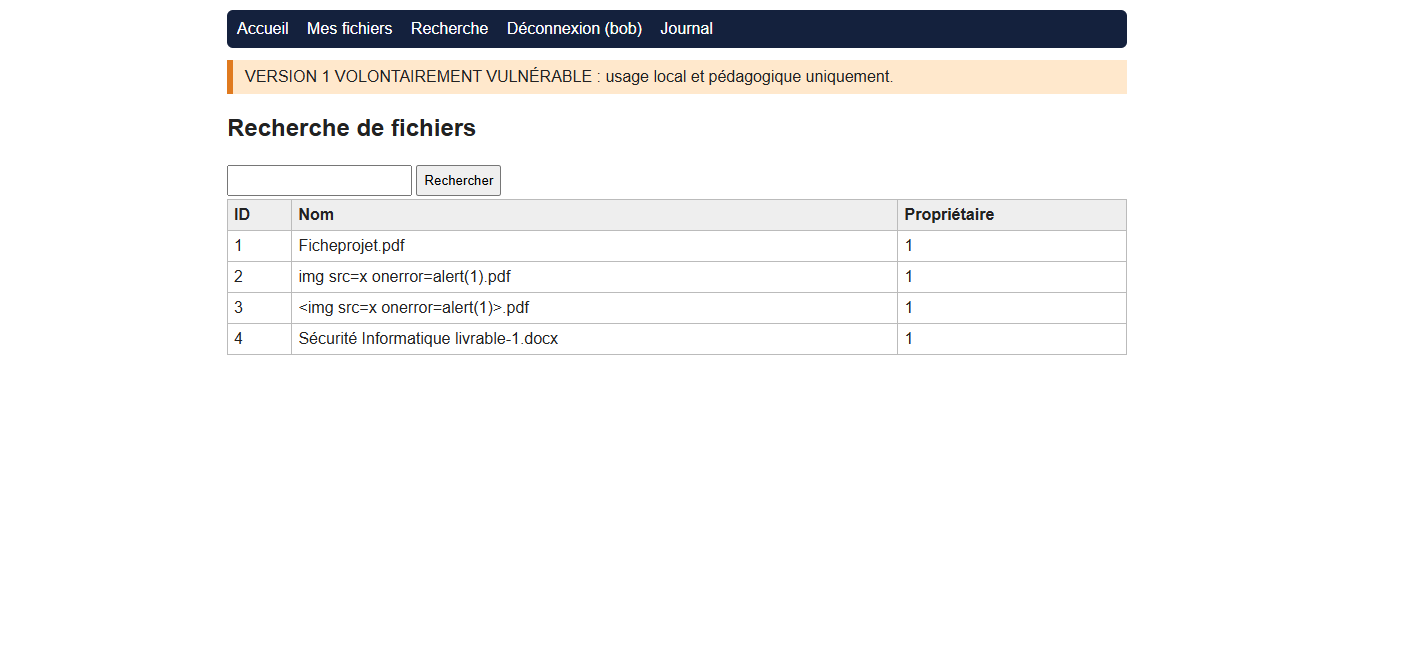 Accueil Mes fichiers Recherche Déconnexion (bob) Journal
VERSION 1 VOLONTAIREMENT VULNÉRABLE : usage local et pédagogique uniquement.
Recherche de fichiers
Rechercher
ID Nom Propriétaire
1 Ficheprojet.pdf 1
2 img src=x onerror=alert(1).pdf 1
3 <img src=x onerror=alert(1)>.pdf 1
4 Sécurité Informatique livrable-1.docx 1